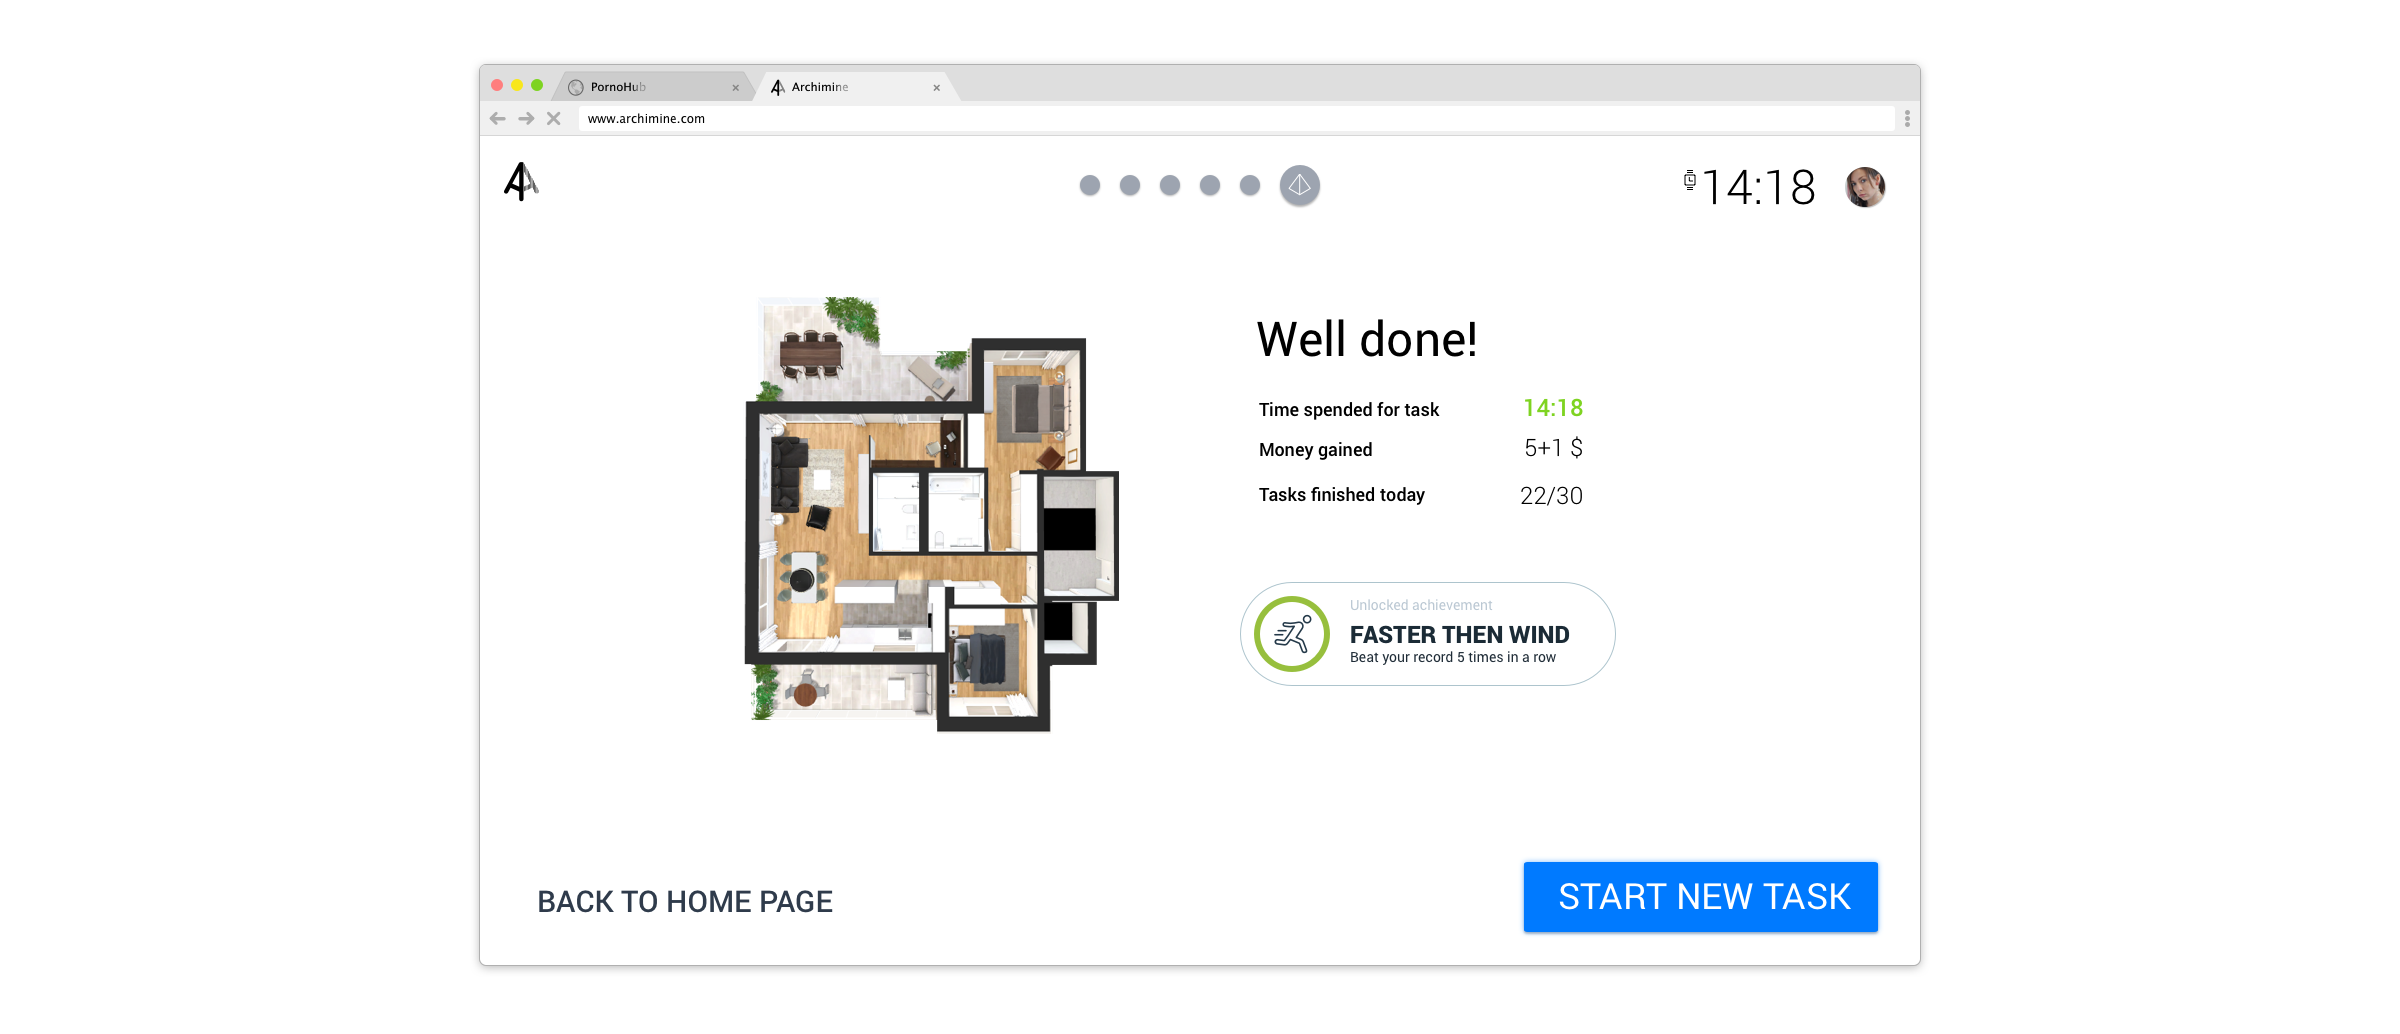 PornoHub
Archimine
www.archimine.com
14:18
Well done!
Time spended for task 14:18
Money gained 5+1 $
Tasks finished today 22/30
Unlocked achievement
FASTER THEN WIND
Beat your record 5 times in a row
BACK TO HOME PAGE
START NEW TASK